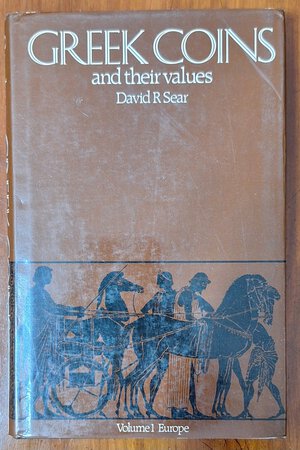 GREEK COINS
and their values
David R Sear
Volume 1 Europe